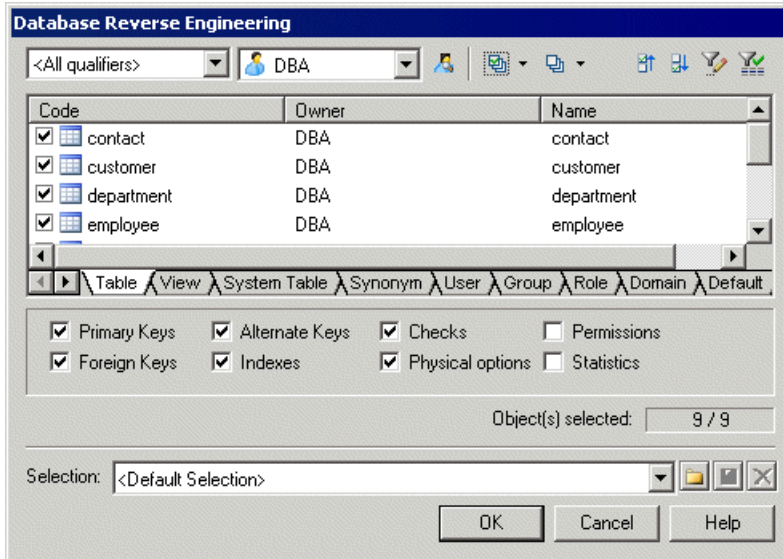 Database Reverse Engineering
<All qualifiers> DBA
Code Owner Name
contact DBA contact
customer DBA customer
department DBA department
employee DBA employee
Table View System Table Synonym User Group Role Domain Default
Primary Keys Alternate Keys Checks Permissions
Foreign Keys Indexes Physical options Statistics
Object(s) selected: 9 / 9
Selection: <Default Selection>
OK Cancel Help